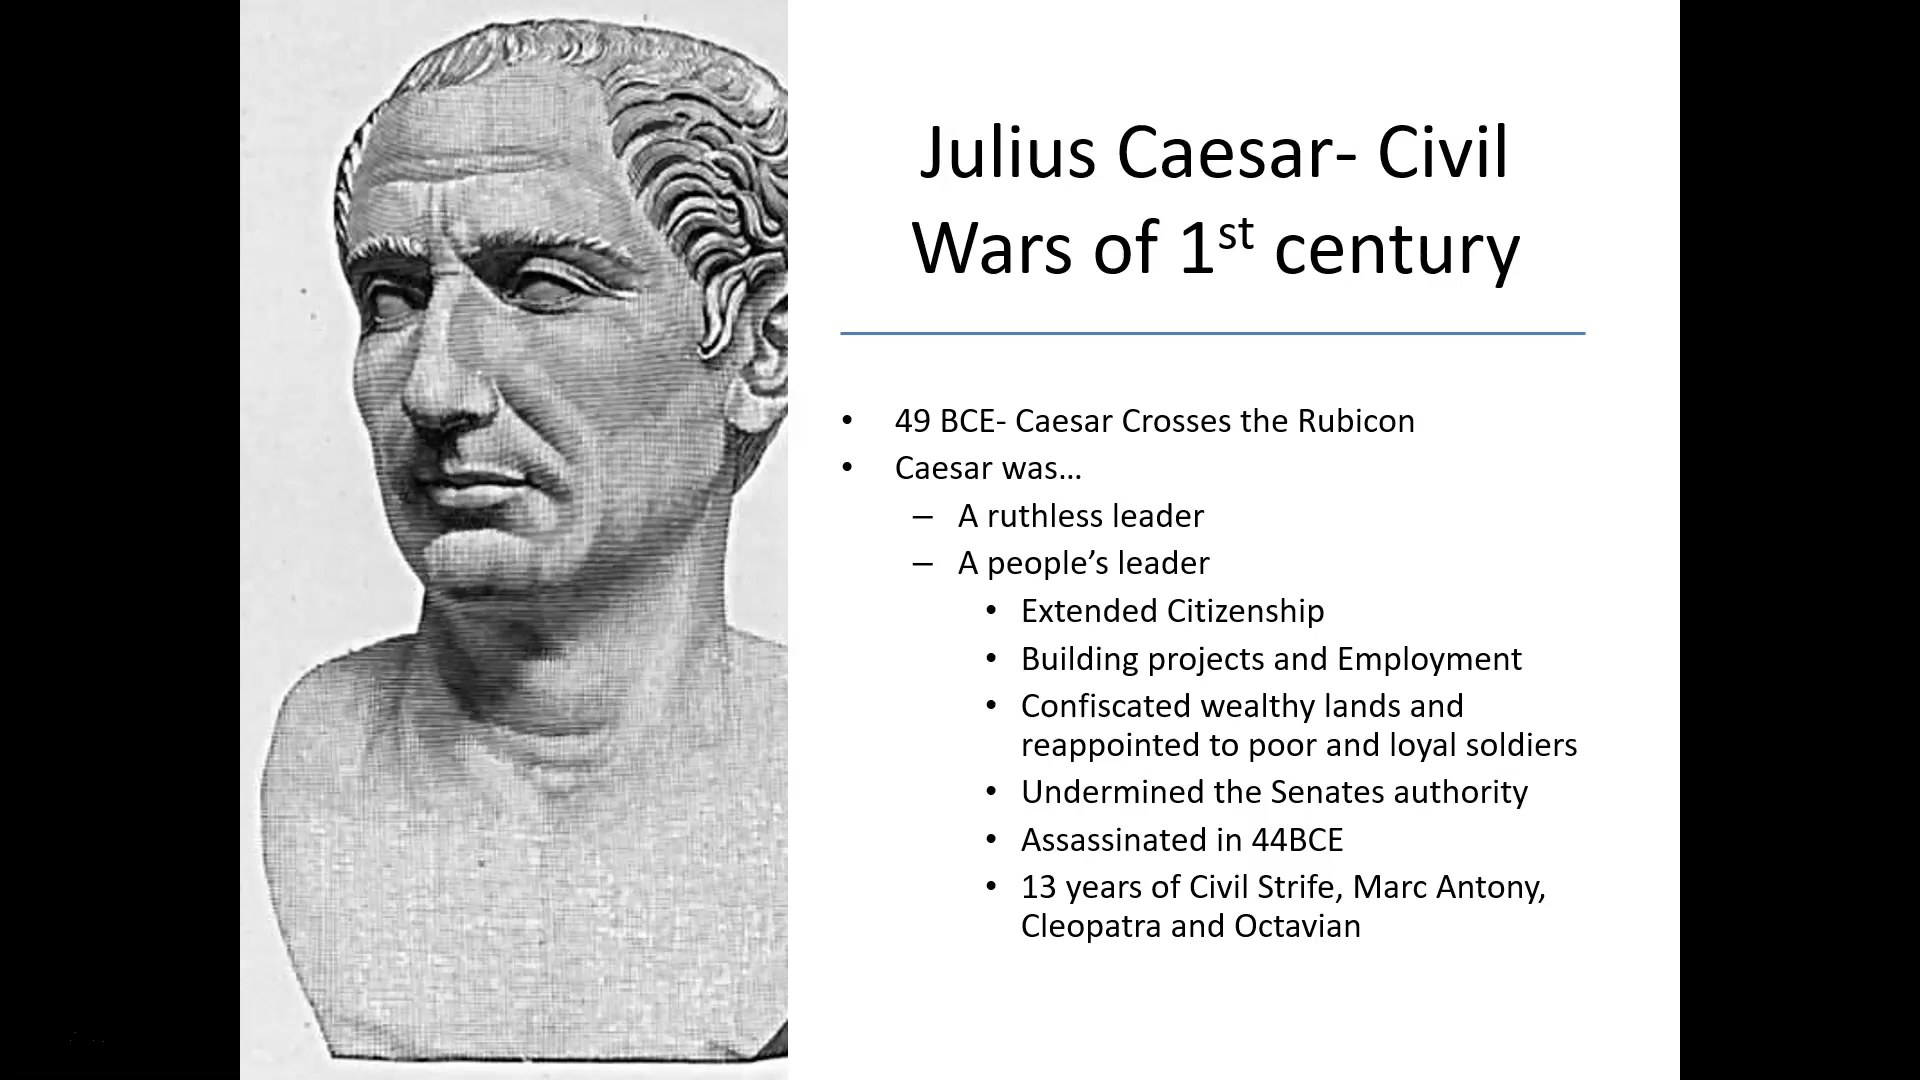 Julius Caesar- Civil
Wars of 1st century
• 49 BCE- Caesar Crosses the Rubicon
• Caesar was…
– A ruthless leader
– A people’s leader
• Extended Citizenship
• Building projects and Employment
• Confiscated wealthy lands and
reappointed to poor and loyal soldiers
• Undermined the Senates authority
• Assassinated in 44BCE
• 13 years of Civil Strife, Marc Antony,
Cleopatra and Octavian